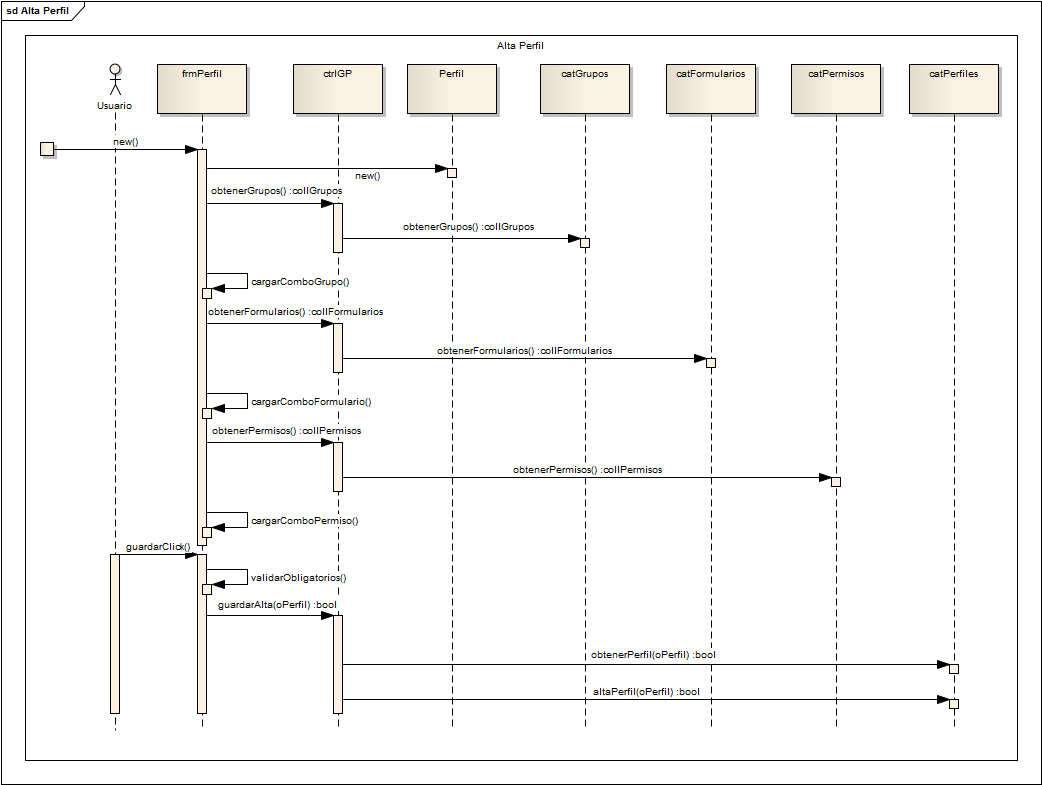 sd Alta Perfil
Alta Perfil
Usuario
frmPerfil
ctrlGP
Perfil
catGrupos
catFormularios
catPermisos
catPerfiles
new()
new()
obtenerGrupos() :collGrupos
obtenerGrupos() :collGrupos
cargarComboGrupo()
obtenerFormularios() :collFormularios
obtenerFormularios() :collFormularios
cargarComboFormulario()
obtenerPermisos() :collPermisos
obtenerPermisos() :collPermisos
cargarComboPermiso()
guardarClick()
validarObligatorios()
guardarAlta(oPerfil) :bool
obtenerPerfil(oPerfil) :bool
altaPerfil(oPerfil) :bool